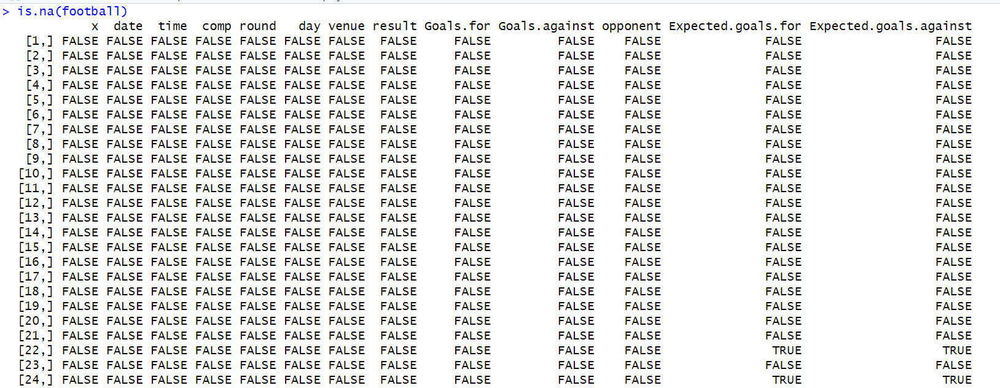 > is.na(football)
x date time comp round day venue result Goals.for Goals.against opponent Expected.goals.for Expected.goals.against
[1,] FALSE FALSE FALSE FALSE FALSE FALSE FALSE FALSE FALSE FALSE FALSE FALSE FALSE
[2,] FALSE FALSE FALSE FALSE FALSE FALSE FALSE FALSE FALSE FALSE FALSE FALSE FALSE
[3,] FALSE FALSE FALSE FALSE FALSE FALSE FALSE FALSE FALSE FALSE FALSE FALSE FALSE
[4,] FALSE FALSE FALSE FALSE FALSE FALSE FALSE FALSE FALSE FALSE FALSE FALSE FALSE
[5,] FALSE FALSE FALSE FALSE FALSE FALSE FALSE FALSE FALSE FALSE FALSE FALSE FALSE
[6,] FALSE FALSE FALSE FALSE FALSE FALSE FALSE FALSE FALSE FALSE FALSE FALSE FALSE
[7,] FALSE FALSE FALSE FALSE FALSE FALSE FALSE FALSE FALSE FALSE FALSE FALSE FALSE
[8,] FALSE FALSE FALSE FALSE FALSE FALSE FALSE FALSE FALSE FALSE FALSE FALSE FALSE
[9,] FALSE FALSE FALSE FALSE FALSE FALSE FALSE FALSE FALSE FALSE FALSE FALSE FALSE
[10,] FALSE FALSE FALSE FALSE FALSE FALSE FALSE FALSE FALSE FALSE FALSE FALSE FALSE
[11,] FALSE FALSE FALSE FALSE FALSE FALSE FALSE FALSE FALSE FALSE FALSE FALSE FALSE
[12,] FALSE FALSE FALSE FALSE FALSE FALSE FALSE FALSE FALSE FALSE FALSE FALSE FALSE
[13,] FALSE FALSE FALSE FALSE FALSE FALSE FALSE FALSE FALSE FALSE FALSE FALSE FALSE
[14,] FALSE FALSE FALSE FALSE FALSE FALSE FALSE FALSE FALSE FALSE FALSE FALSE FALSE
[15,] FALSE FALSE FALSE FALSE FALSE FALSE FALSE FALSE FALSE FALSE FALSE FALSE FALSE
[16,] FALSE FALSE FALSE FALSE FALSE FALSE FALSE FALSE FALSE FALSE FALSE FALSE FALSE
[17,] FALSE FALSE FALSE FALSE FALSE FALSE FALSE FALSE FALSE FALSE FALSE FALSE FALSE
[18,] FALSE FALSE FALSE FALSE FALSE FALSE FALSE FALSE FALSE FALSE FALSE FALSE FALSE
[19,] FALSE FALSE FALSE FALSE FALSE FALSE FALSE FALSE FALSE FALSE FALSE FALSE FALSE
[20,] FALSE FALSE FALSE FALSE FALSE FALSE FALSE FALSE FALSE FALSE FALSE FALSE FALSE
[21,] FALSE FALSE FALSE FALSE FALSE FALSE FALSE FALSE FALSE FALSE FALSE FALSE FALSE
[22,] FALSE FALSE FALSE FALSE FALSE FALSE FALSE FALSE FALSE FALSE FALSE TRUE TRUE
[23,] FALSE FALSE FALSE FALSE FALSE FALSE FALSE FALSE FALSE FALSE FALSE FALSE FALSE
[24,] FALSE FALSE FALSE FALSE FALSE FALSE FALSE FALSE FALSE FALSE FALSE TRUE TRUE